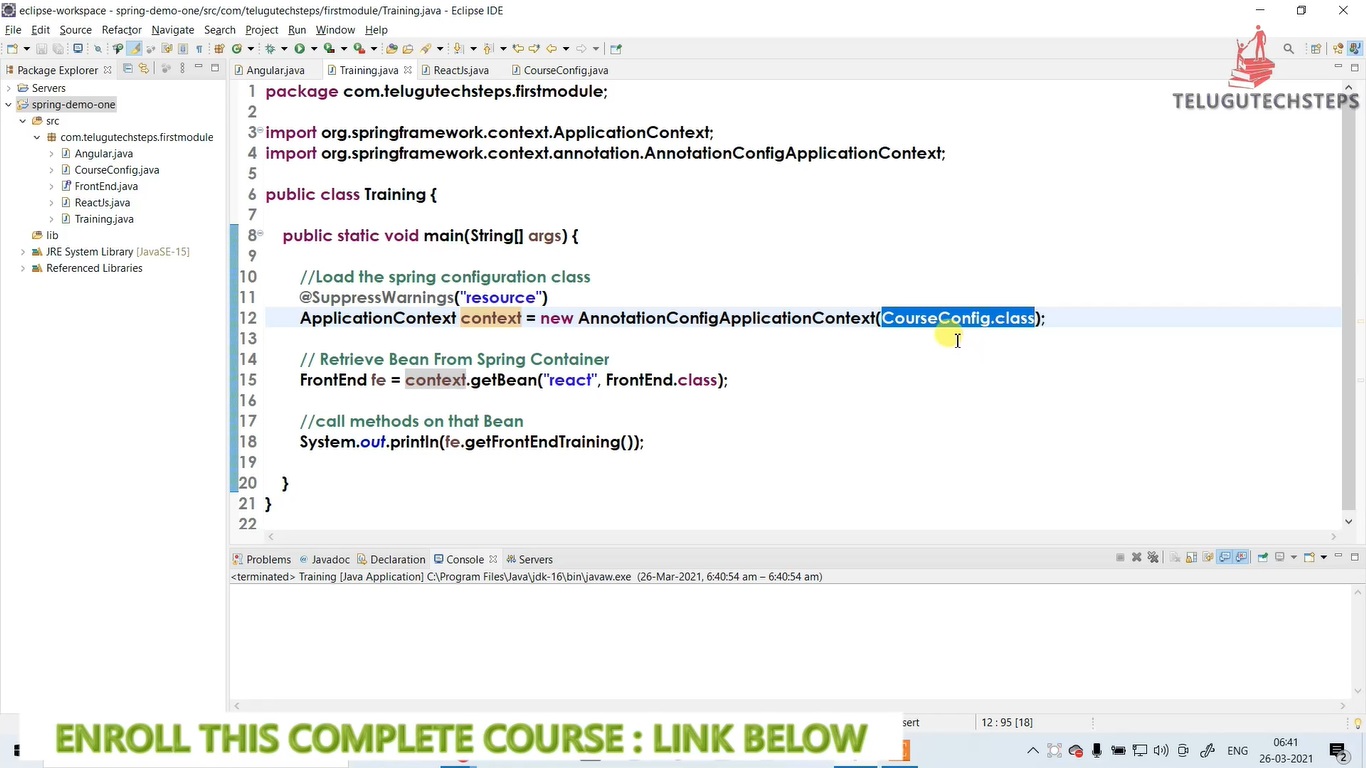 eclipse-workspace - spring-demo-one/src/com/telugutechsteps/firstmodule/Training.java - Eclipse IDE
File Edit Source Refactor Navigate Search Project Run Window Help
TELUGUTECHSTEPS
Package Explorer
Servers
spring-demo-one
src
com.telugutechsteps.firstmodule
Angular.java
CourseConfig.java
FrontEnd.java
ReactJs.java
Training.java
lib
JRE System Library [JavaSE-15]
Referenced Libraries
Angular.java Training.java ReactJs.java CourseConfig.java
1 package com.telugutechsteps.firstmodule;
2
3 import org.springframework.context.ApplicationContext;
4 import org.springframework.context.annotation.AnnotationConfigApplicationContext;
5
6 public class Training {
7
8 public static void main(String[] args) {
9
10 //Load the spring configuration class
11 @SuppressWarnings("resource")
12 ApplicationContext context = new AnnotationConfigApplicationContext(CourseConfig.class);
13
14 // Retrieve Bean From Spring Container
15 FrontEnd fe = context.getBean("react", FrontEnd.class);
16
17 //call methods on that Bean
18 System.out.println(fe.getFrontEndTraining());
19
20 }
21 }
22
Problems Javadoc Declaration Console Servers
<terminated> Training [Java Application] C:\Program Files\Java\jdk-16\bin\javaw.exe (26-Mar-2021, 6:40:54 am – 6:40:54 am)
12 : 95 [18]
ENROLL THIS COMPLETE COURSE : LINK BELOW
ENG
06:41
26-03-2021
2